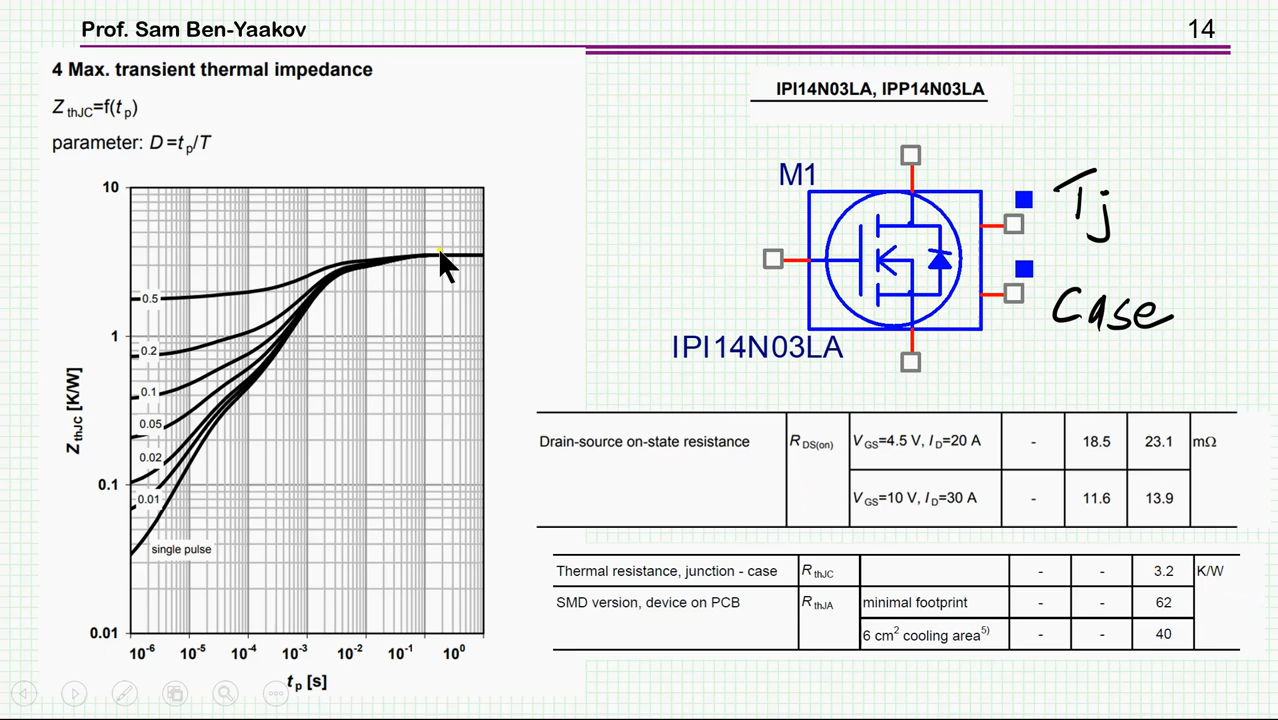 Prof. Sam Ben-Yaakov
14
4 Max. transient thermal impedance
Z thJC=f(tp)
parameter: D=tp/T
10
1
0.1
0.01
ZthJC [K/W]
0.5
0.2
0.1
0.05
0.02
0.01
single pulse
10-6 10-5 10-4 10-3 10-2 10-1 100
tp [s]
IPI14N03LA, IPP14N03LA
M1
Tj
Case
IPI14N03LA
Drain-source on-state resistance RDS(on) VGS=4.5 V, ID=20 A - 18.5 23.1 mΩ
VGS=10 V, ID=30 A - 11.6 13.9
Thermal resistance, junction - case RthJC - - 3.2 K/W
SMD version, device on PCB RthJA minimal footprint - - 62
6 cm2 cooling area5) - - 40